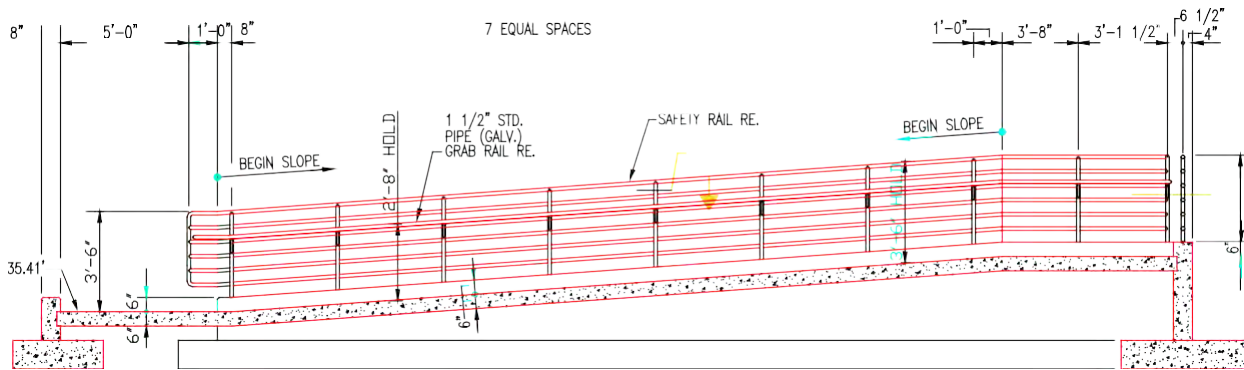 8" 5'-0" 1'-0" 8"
7 EQUAL SPACES
1'-0" 3'-8" 3'-1 1/2"
6 1/2"
4"
1 1/2" STD.
PIPE (GALV.)
GRAB RAIL RE.
SAFETY RAIL RE.
BEGIN SLOPE
BEGIN SLOPE
2'-8" HOLD
3'-6" HOLD
3'-6"
35.41'
6"
6"
6"
6"